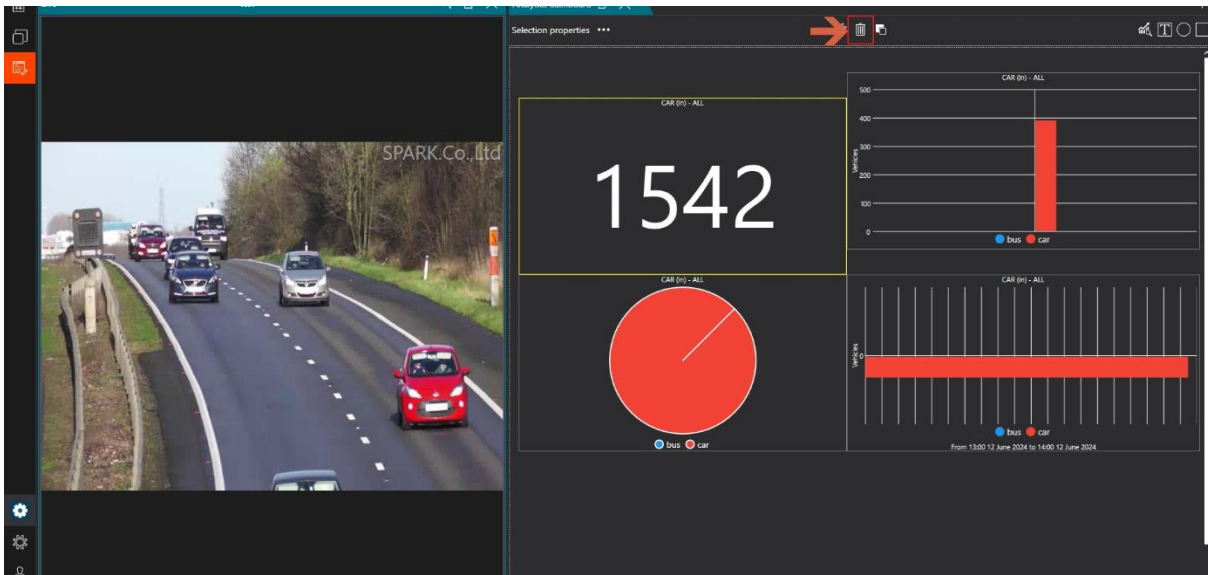 Analytics dashboard
Selection properties •••
T
SPARK.Co.,Ltd
CAR (in) - ALL
1542
CAR (in) - ALL
500
400
300
200
100
0
Vehicles
bus car
CAR (in) - ALL
bus car
CAR (in) - ALL
Vehicles
0
bus car
From 13:00 12 June 2024 to 14:00 12 June 2024